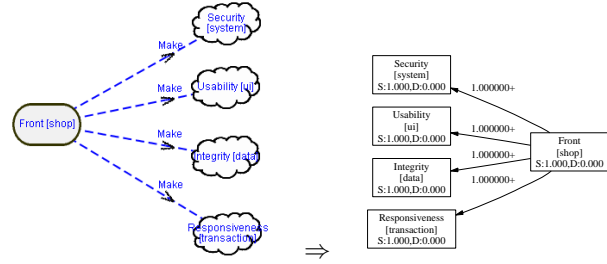 Security
[system]
Make
Make
Usability [ui]
Front [shop]
Make
Integrity [data]
Make
Responsiveness
[transaction]
⇒
Security
[system]
S:1.000,D:0.000
1.000000+
Usability
[ui]
S:1.000,D:0.000
1.000000+
Front
[shop]
S:1.000,D:0.000
1.000000+
Integrity
[data]
S:1.000,D:0.000
1.000000+
Responsiveness
[transaction]
S:1.000,D:0.000